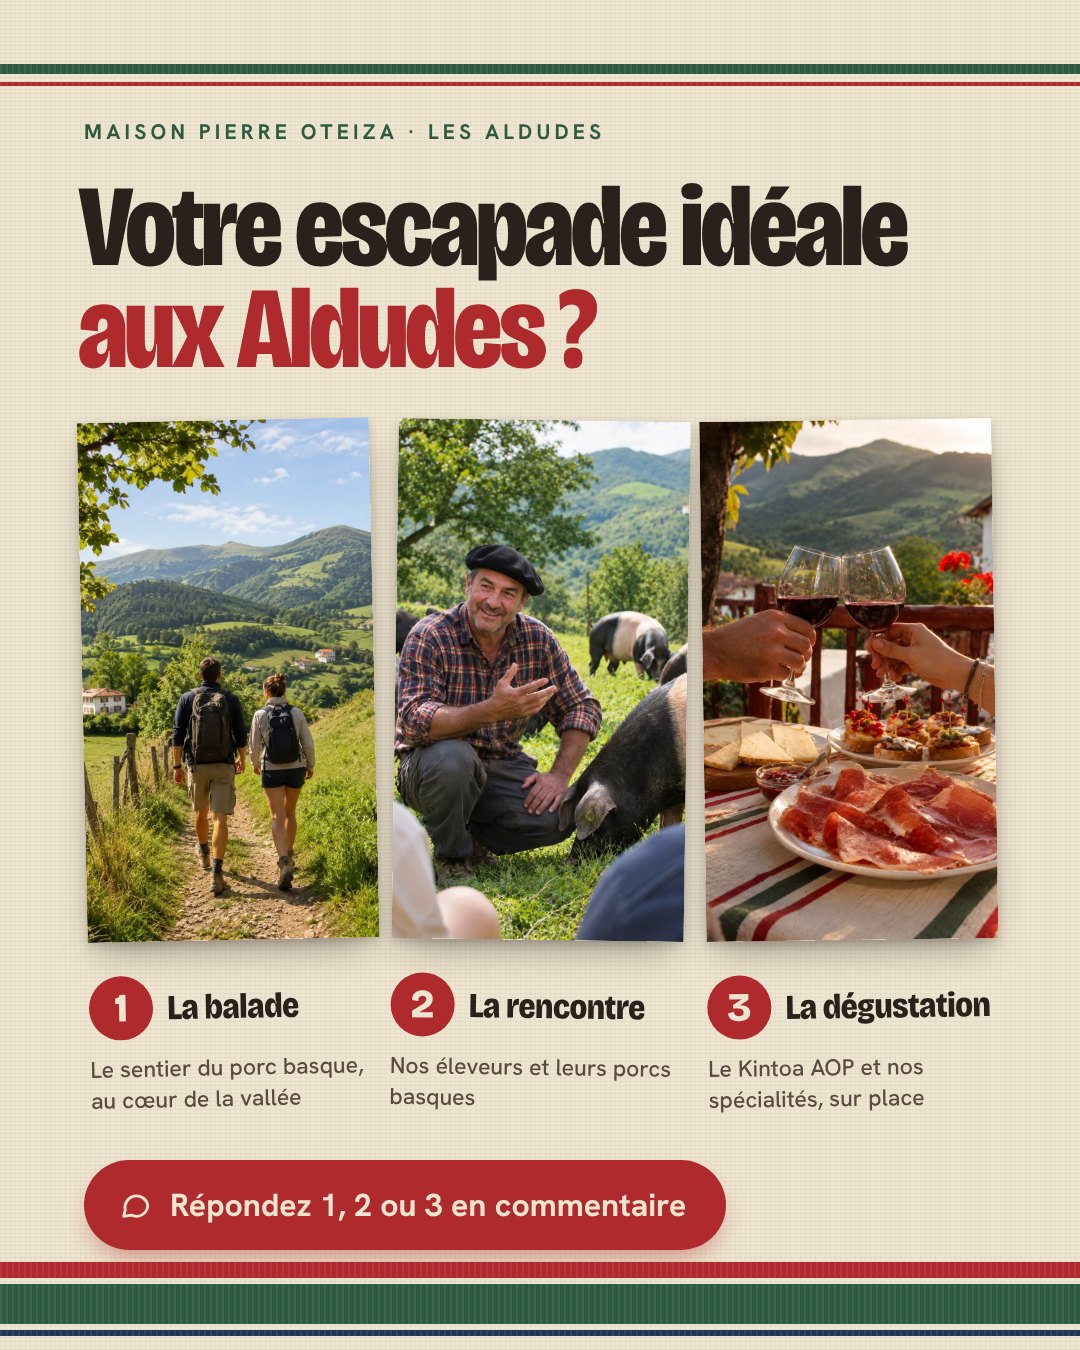 MAISON PIERRE OTEIZA · LES ALDUDES
Votre escapade idéale
aux Aldudes ?
1 La balade
Le sentier du porc basque,
au cœur de la vallée
2 La rencontre
Nos éleveurs et leurs porcs
basques
3 La dégustation
Le Kintoa AOP et nos
spécialités, sur place
Répondez 1, 2 ou 3 en commentaire